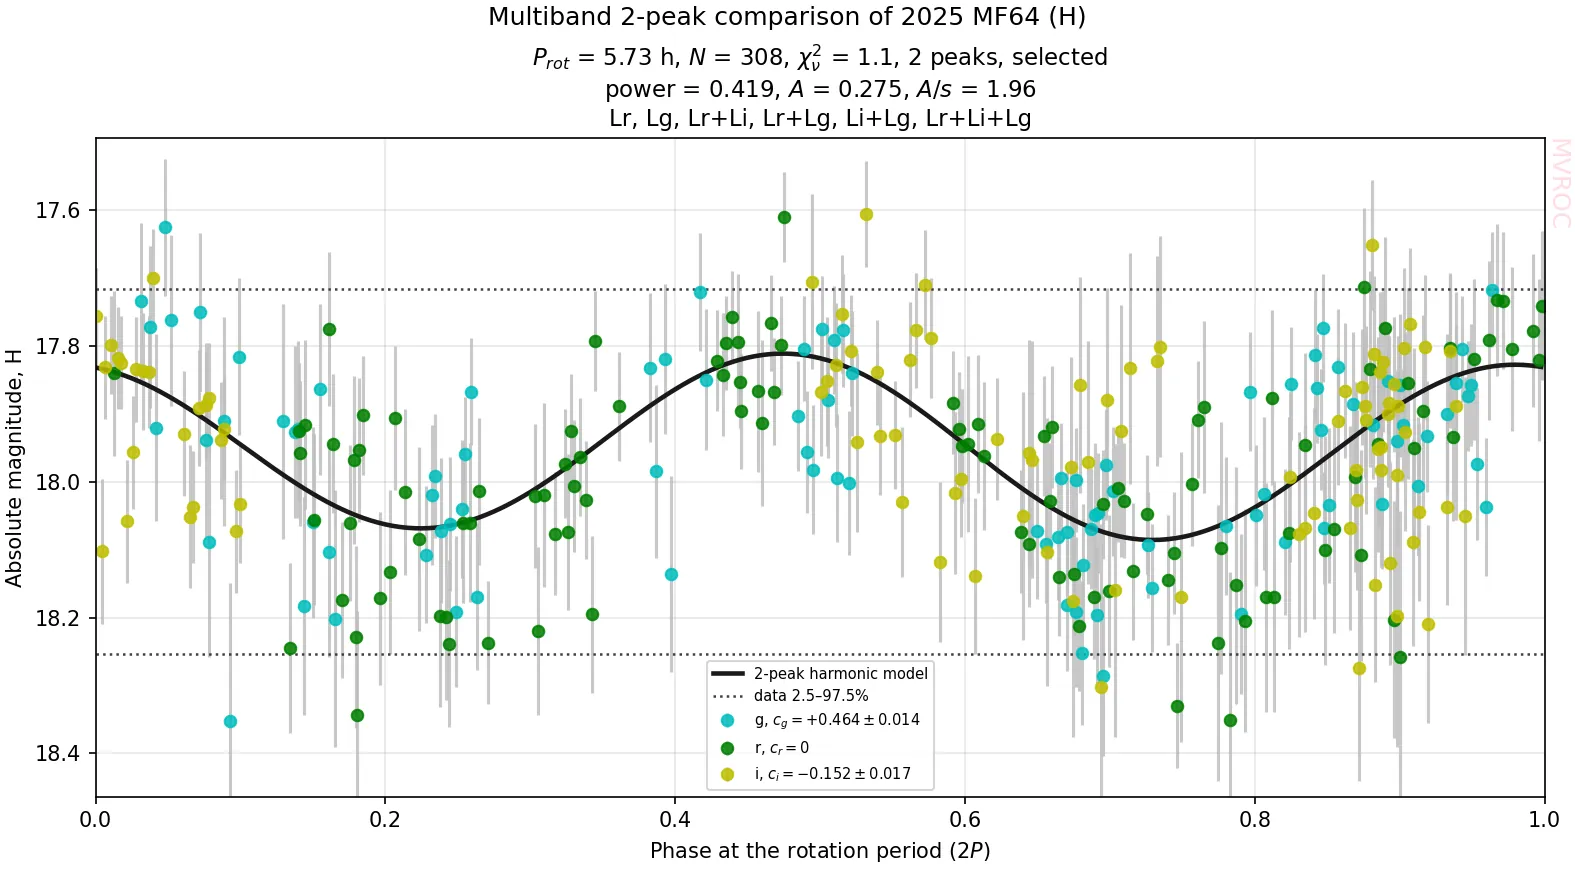 Multiband 2-peak comparison of 2025 MF64 (H)
P_rot = 5.73 h, N = 308, χ²_ν = 1.1, 2 peaks, selected
power = 0.419, A = 0.275, A/s = 1.96
Lr, Lg, Lr+Li, Lr+Lg, Li+Lg, Lr+Li+Lg
MVROC
Absolute magnitude, H
17.6
17.8
18.0
18.2
18.4
2-peak harmonic model
data 2.5–97.5%
g, c_g = +0.464 ± 0.014
r, c_r = 0
i, c_i = −0.152 ± 0.017
0.0 0.2 0.4 0.6 0.8 1.0
Phase at the rotation period (2P)